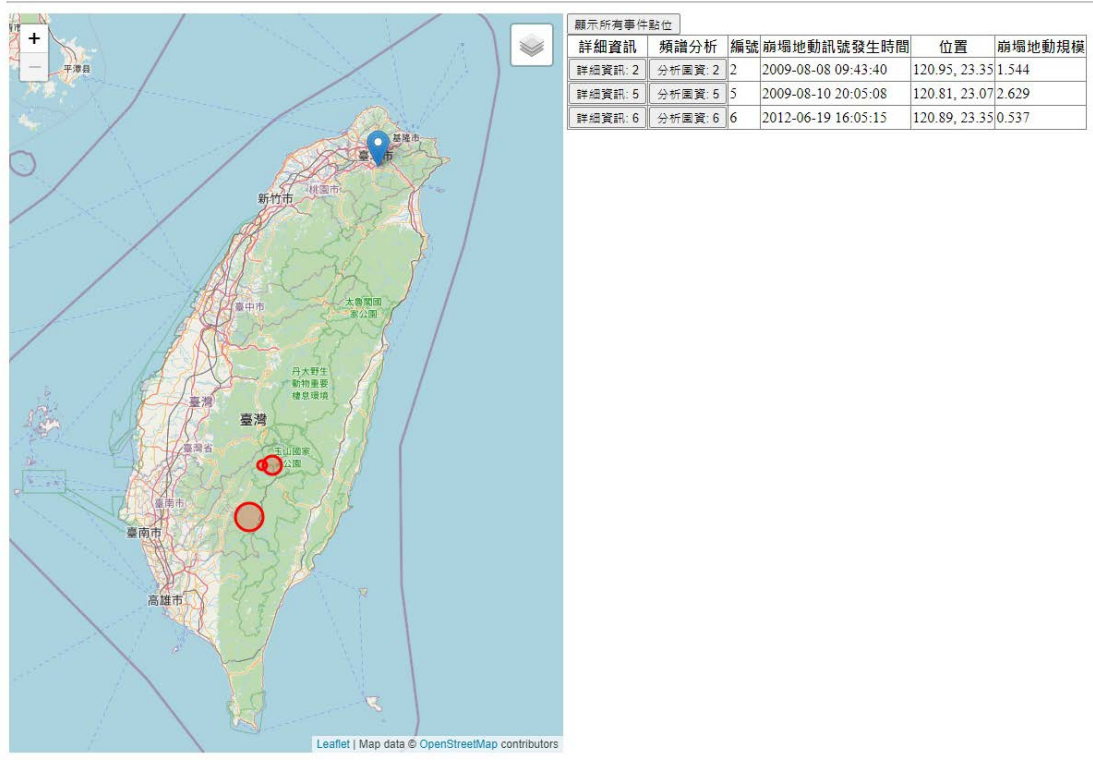 顯示所有事件點位
詳細資訊 頻譜分析 編號 崩塌地動訊號發生時間 位置 崩塌地動規模
詳細資訊: 2 分析圖資: 2 2 2009-08-08 09:43:40 120.95, 23.35 1.544
詳細資訊: 5 分析圖資: 5 5 2009-08-10 20:05:08 120.81, 23.07 2.629
詳細資訊: 6 分析圖資: 6 6 2012-06-19 16:05:15 120.89, 23.35 0.537
+
−
平潭县
基隆市
桃園市
新竹市
臺中市
太魯閣國
家公園
丹大野生
動物重要
棲息環境
臺灣
臺灣
臺灣省
玉山國家
公園
臺南市
臺南市
高雄市
Leaflet | Map data © OpenStreetMap contributors